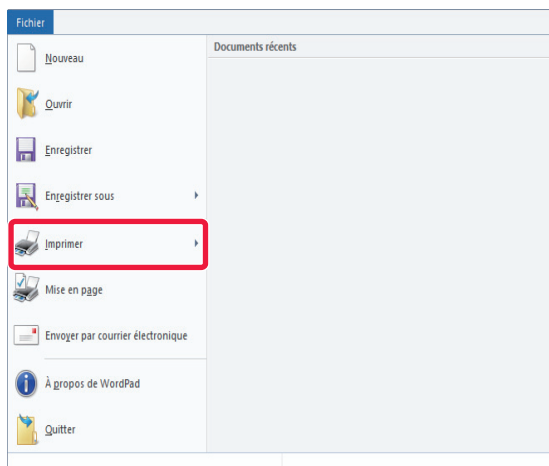 Fichier
Documents récents
Nouveau
Ouvrir
Enregistrer
Enregistrer sous
Imprimer
Mise en page
Envoyer par courrier électronique
À propos de WordPad
Quitter